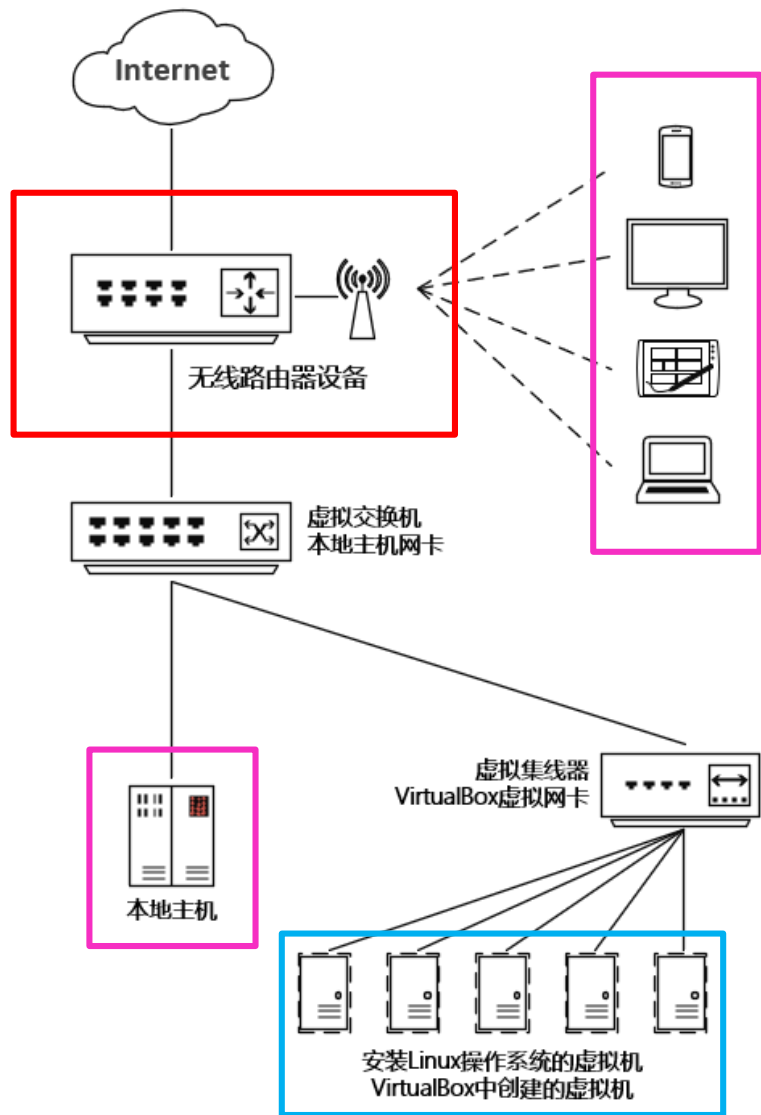 Internet
无线路由器设备
虚拟交换机
本地主机网卡
虚拟集线器
VirtualBox虚拟网卡
本地主机
安装Linux操作系统的虚拟机
VirtualBox中创建的虚拟机